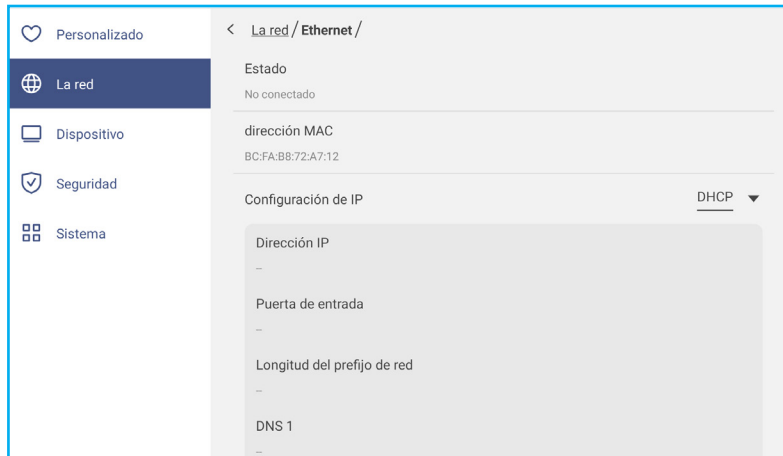 Personalizado
La red
Dispositivo
Seguridad
Sistema
La red / Ethernet /
Estado
No conectado
dirección MAC
BC:FA:B8:72:A7:12
Configuración de IP DHCP
Dirección IP
–
Puerta de entrada
–
Longitud del prefijo de red
–
DNS 1
–